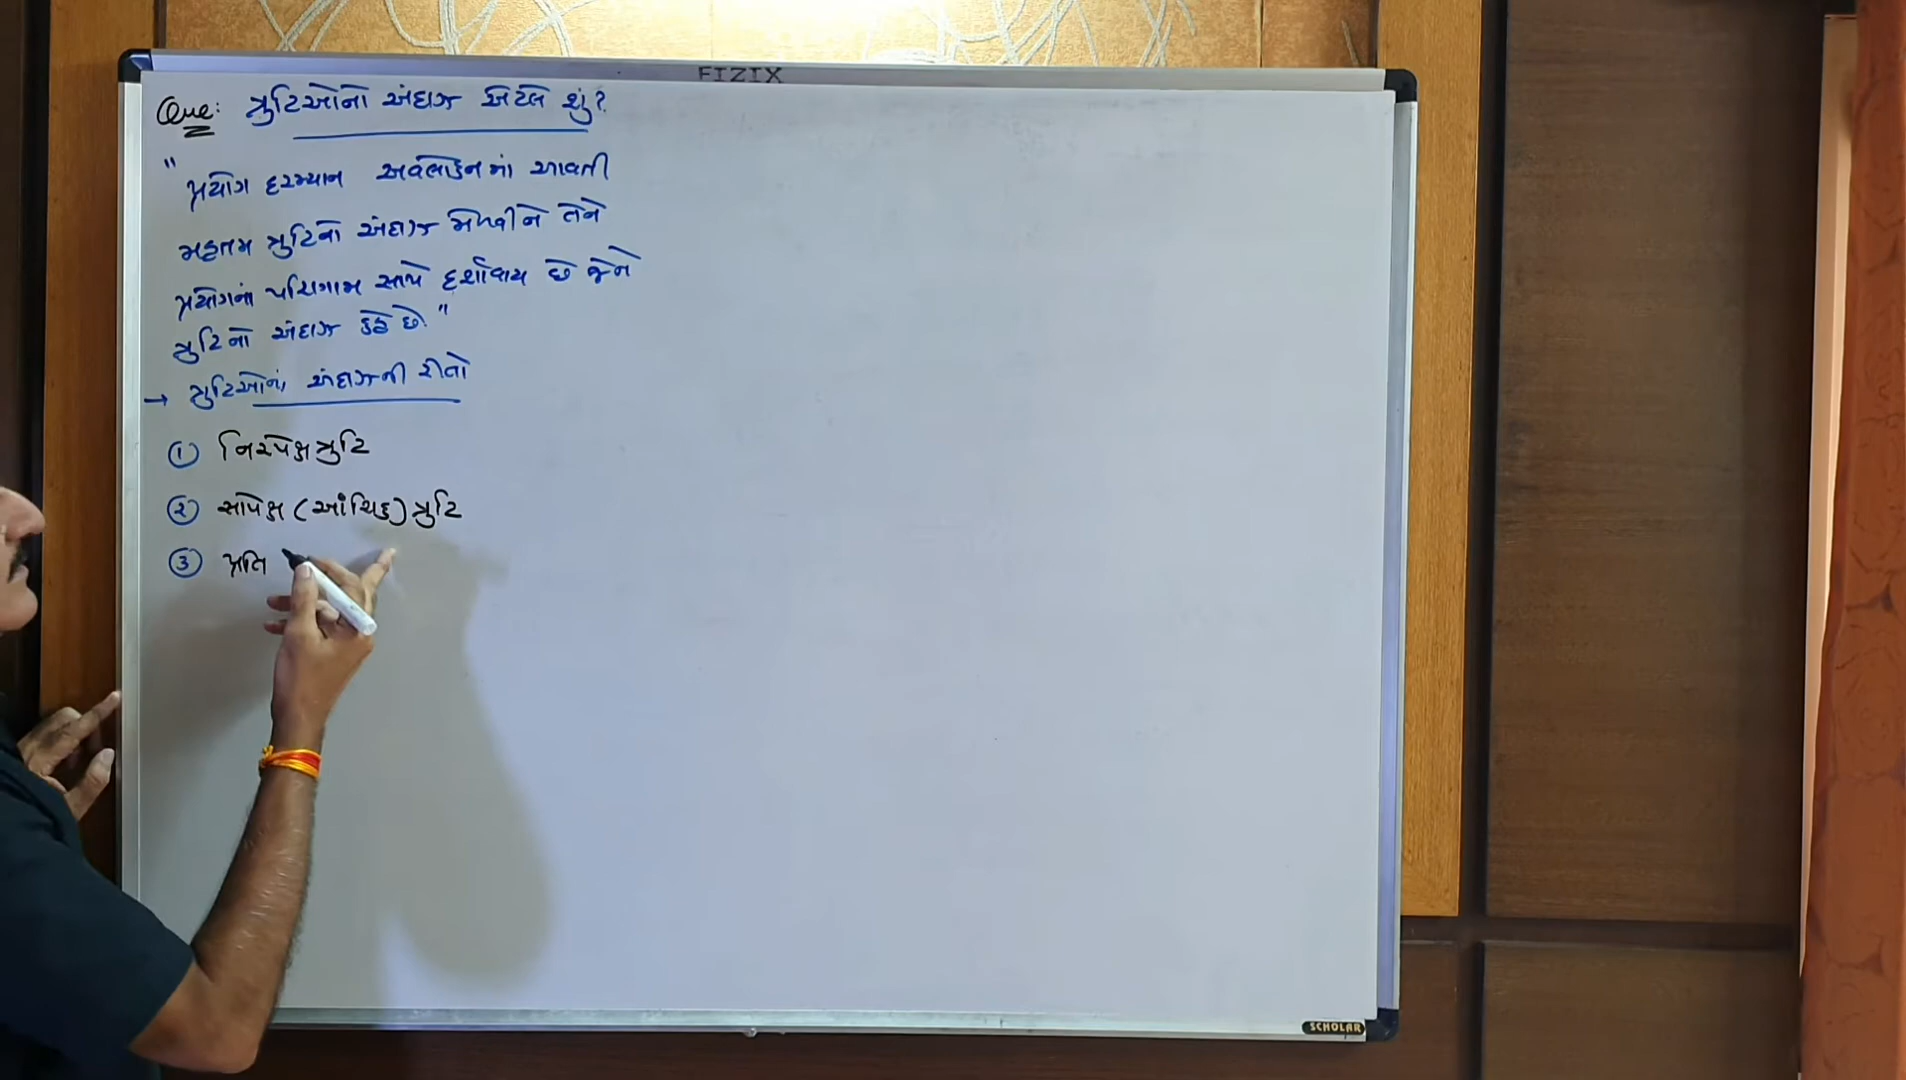 FIZIX
Que: ત્રુટિઓનો અંદાજ એટલે શું?
"પ્રયોગ દરમ્યાન અવલોકનમાં આવતી
મહત્તમ ત્રુટિનો અંદાજ મેળવીને તેને
પ્રયોગનાં પરિણામ સાથે દર્શાવાય છે જેને
ત્રુટિનો અંદાજ કહે છે."
→ ત્રુટિઓનાં અંદાજની રીતો
① નિરપેક્ષ ત્રુટિ
② સાપેક્ષ (આંશિક) ત્રુટિ
③ પ્રતિ
SCHOLAR